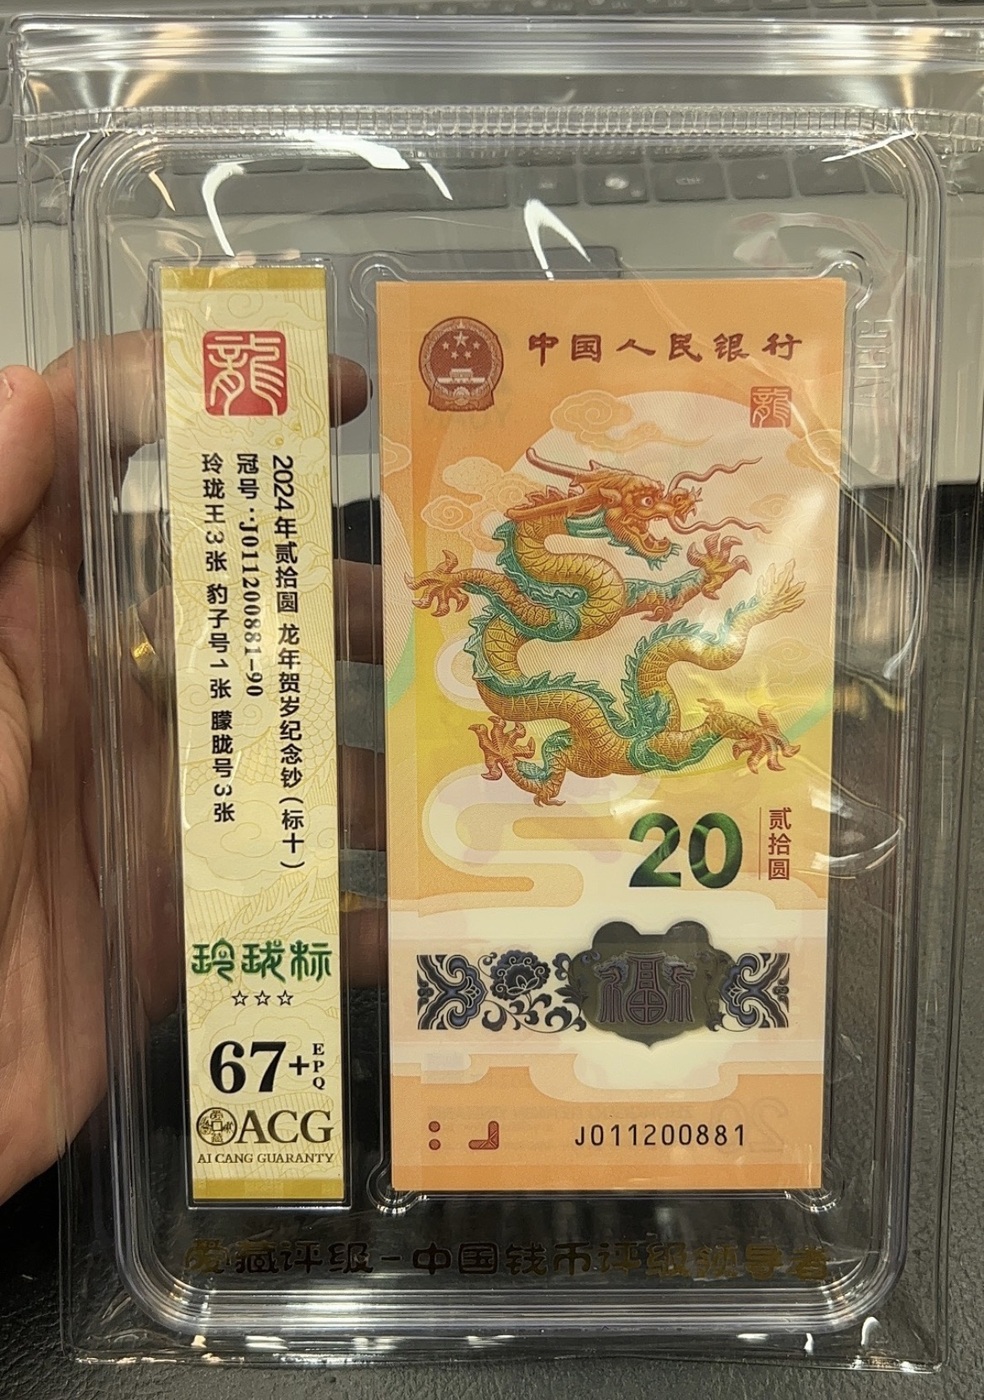 龍
2024年贰拾圆 龙年贺岁纪念钞(标十)
冠号·J011200881-90
玲珑王3张 豹子号1张 朦胧号3张
玲珑标
☆☆☆
67+EPQ
ACG
AI CANG GUARANTY
中国人民银行
龍
20
贰拾圆
福
J011200881
爱藏评级-中国钱币评级领导者